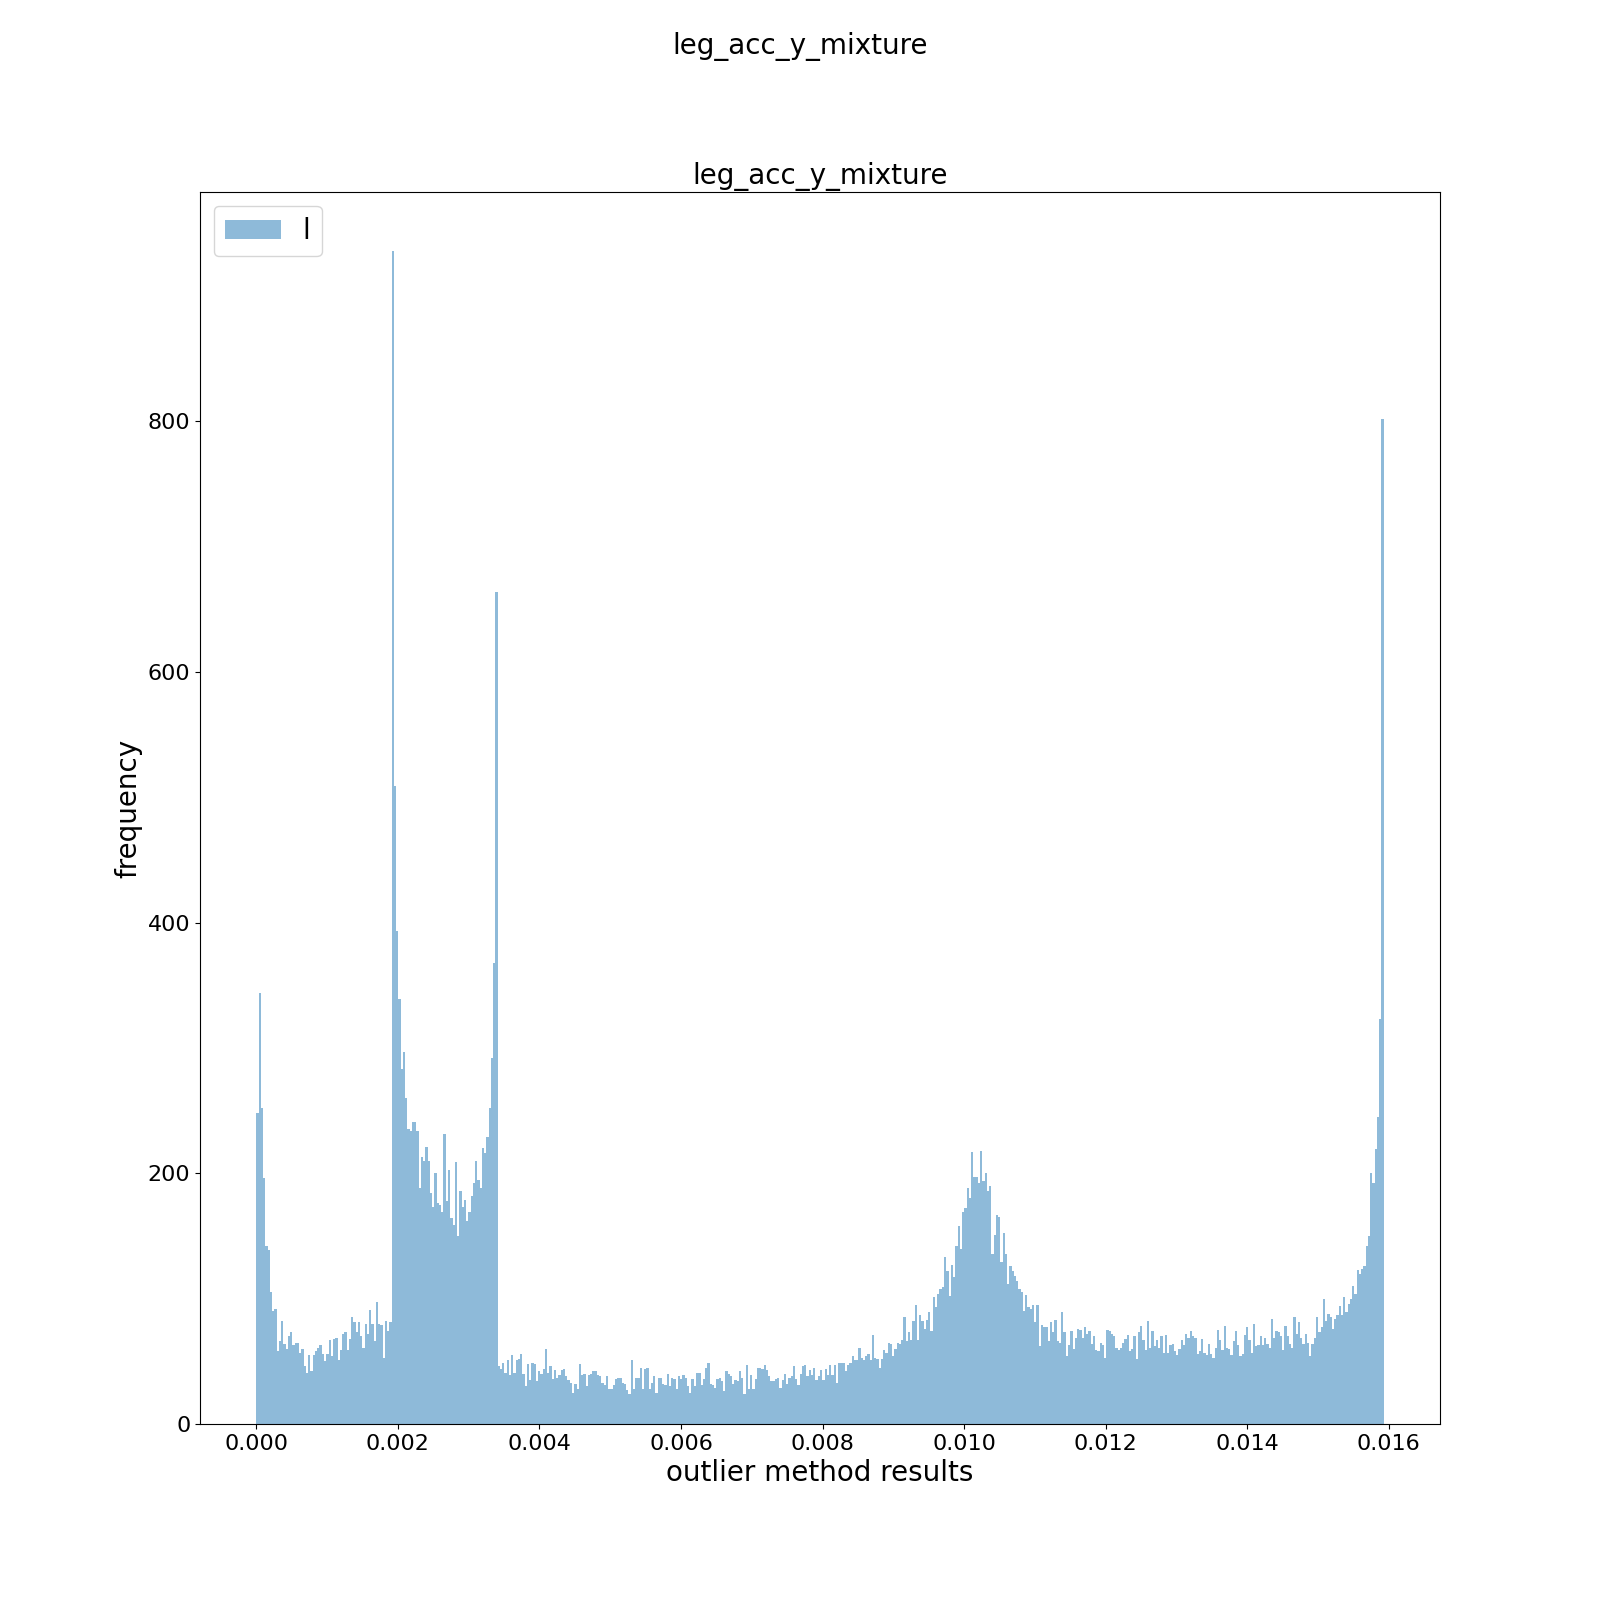 leg_acc_y_mixture
leg_acc_y_mixture
l
800
600
400
200
0
frequency
0.000 0.002 0.004 0.006 0.008 0.010 0.012 0.014 0.016
outlier method results